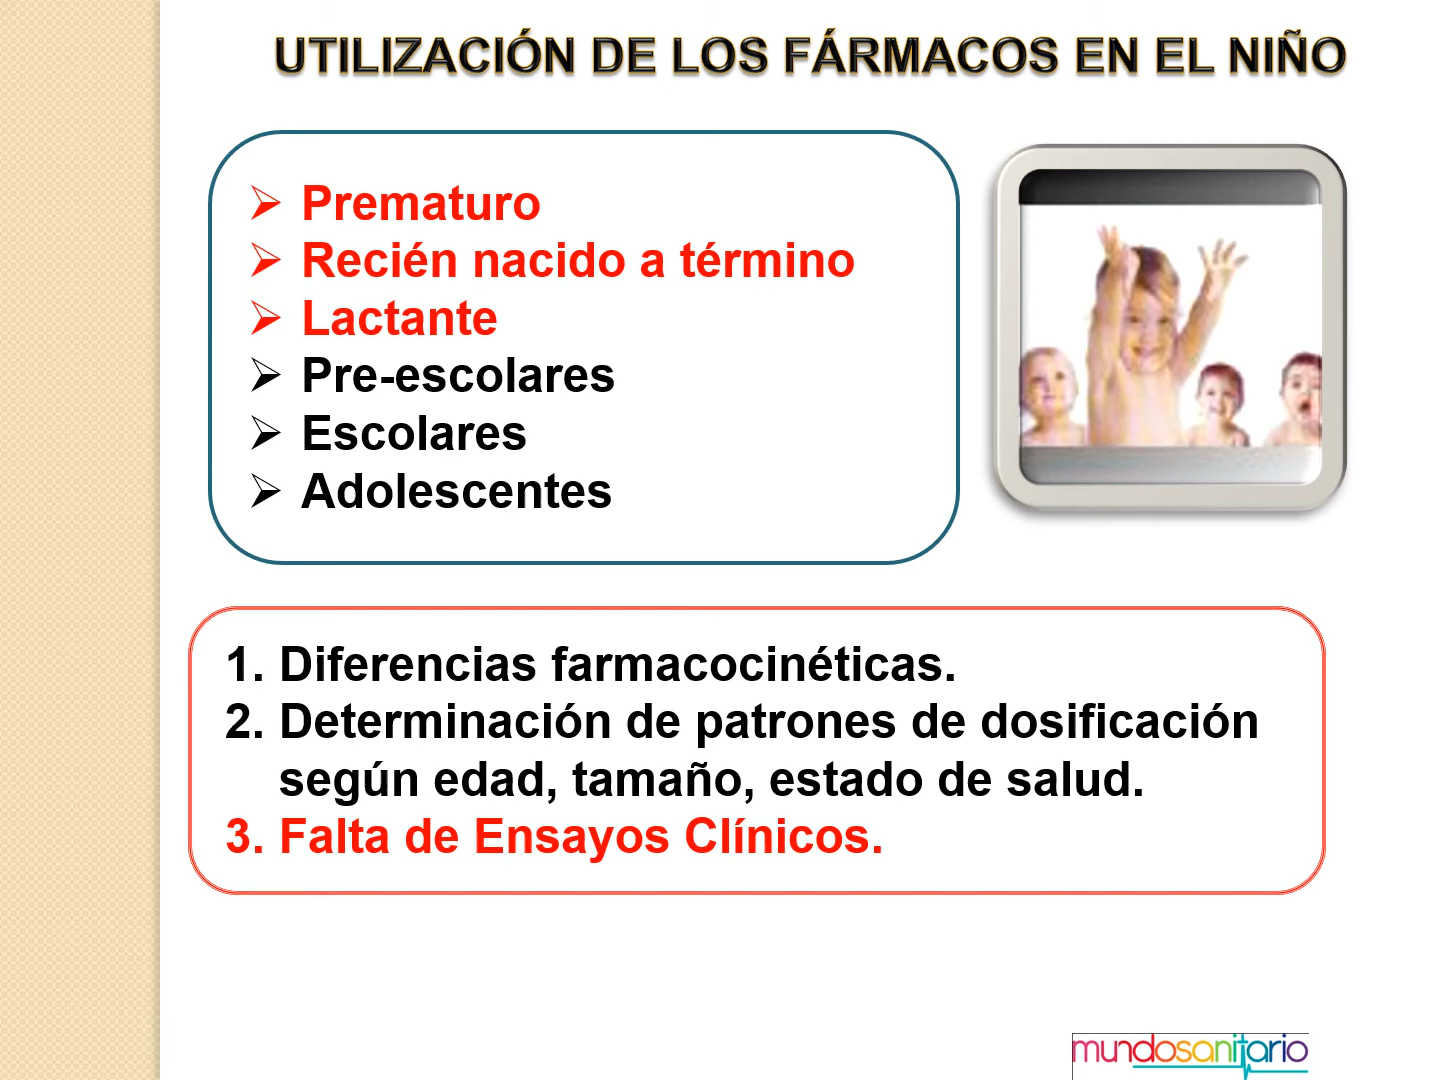 UTILIZACIÓN DE LOS FÁRMACOS EN EL NIÑO
➢ Prematuro
➢ Recién nacido a término
➢ Lactante
➢ Pre-escolares
➢ Escolares
➢ Adolescentes
1. Diferencias farmacocinéticas.
2. Determinación de patrones de dosificación
según edad, tamaño, estado de salud.
3. Falta de Ensayos Clínicos.
mundosanitario